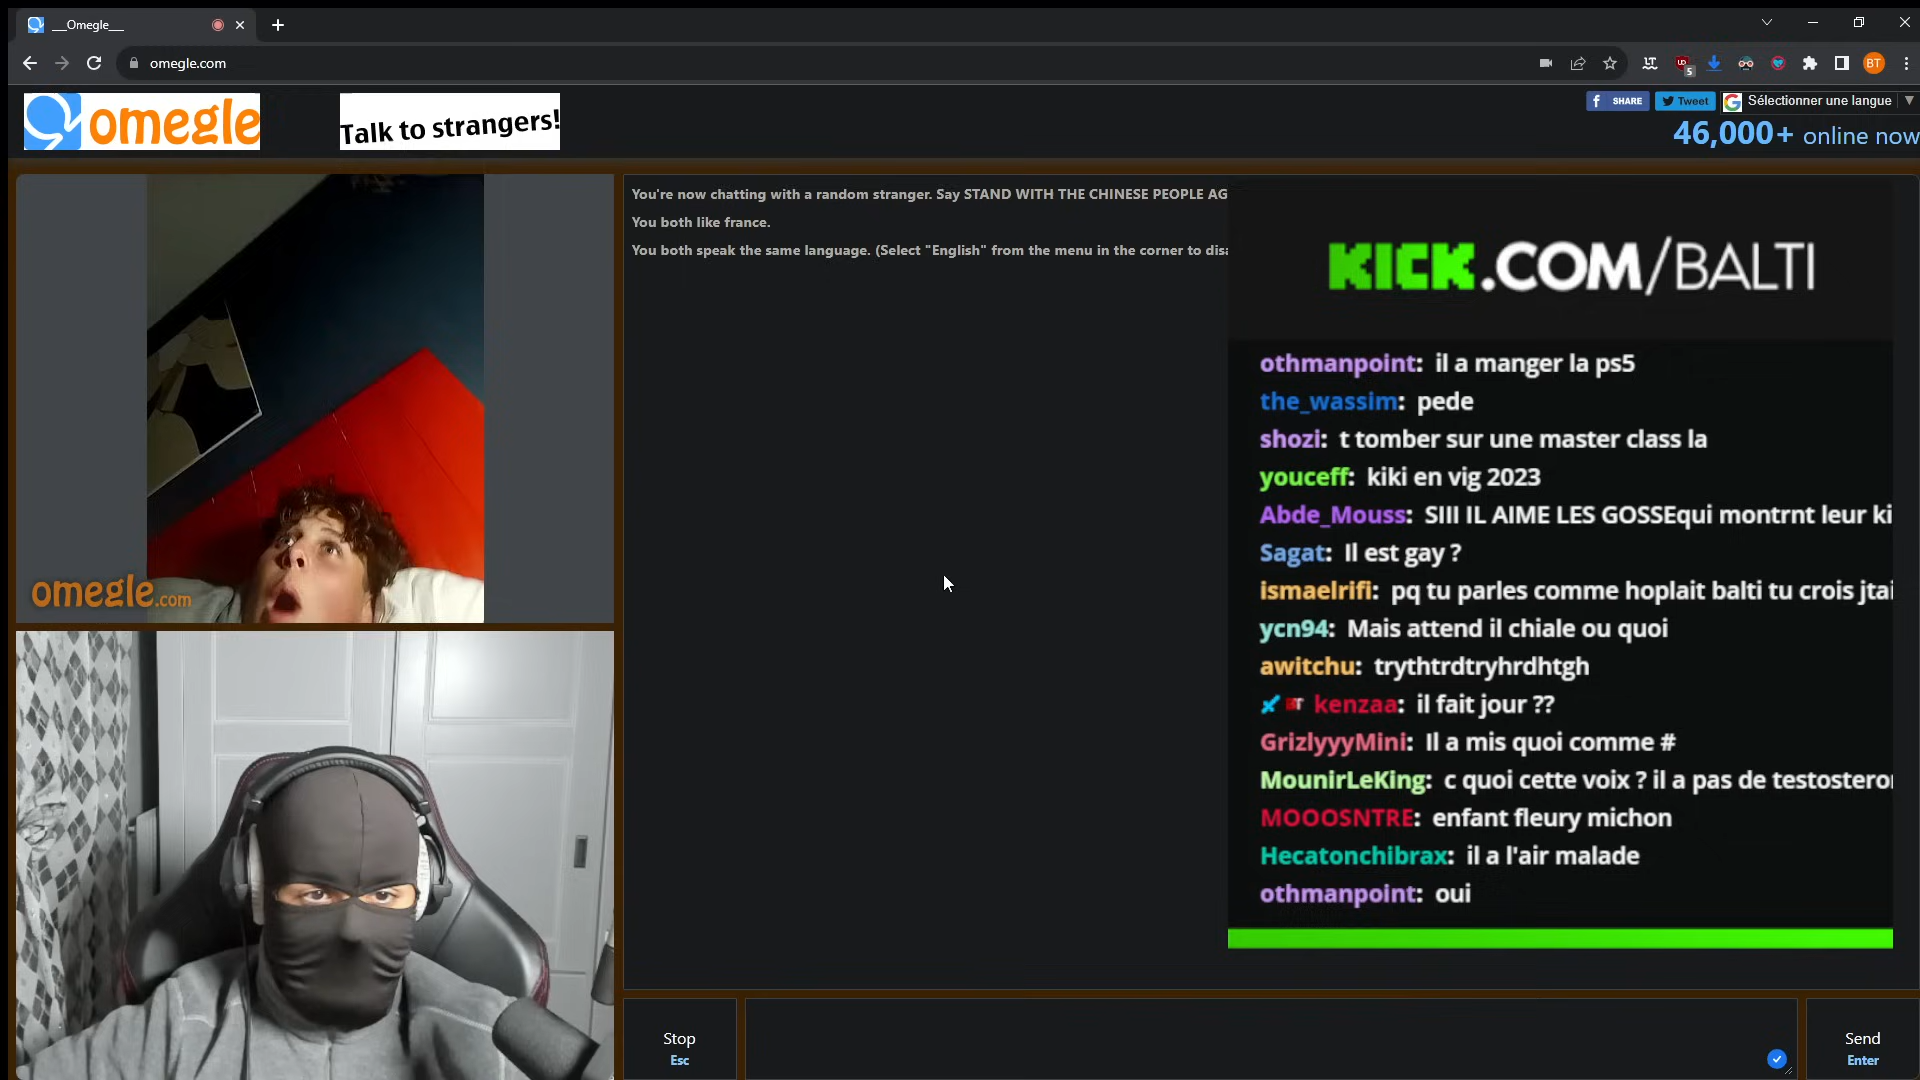 __Omegle__
omegle.com
5
BT
omegle
Talk to strangers!
f SHARE
Tweet
G Sélectionner une langue
46,000+ online now
omegle.com
You're now chatting with a random stranger. Say STAND WITH THE CHINESE PEOPLE AG
You both like france.
You both speak the same language. (Select "English" from the menu in the corner to disa
KICK.COM/BALTI
othmanpoint: il a manger la ps5
the_wassim: pede
shozi: t tomber sur une master class la
youceff: kiki en vig 2023
Abde_Mouss: SIII IL AIME LES GOSSEqui montrnt leur ki
Sagat: Il est gay ?
ismaelrifi: pq tu parles comme hoplait balti tu crois jtai
ycn94: Mais attend il chiale ou quoi
awitchu: trythtrdtryhrdhtgh
kenzaa: il fait jour ??
GrizlyyyMini: Il a mis quoi comme #
MounirLeKing: c quoi cette voix ? il a pas de testosteron
MOOOSNTRE: enfant fleury michon
Hecatonchibrax: il a l'air malade
othmanpoint: oui
Stop
Esc
Send
Enter